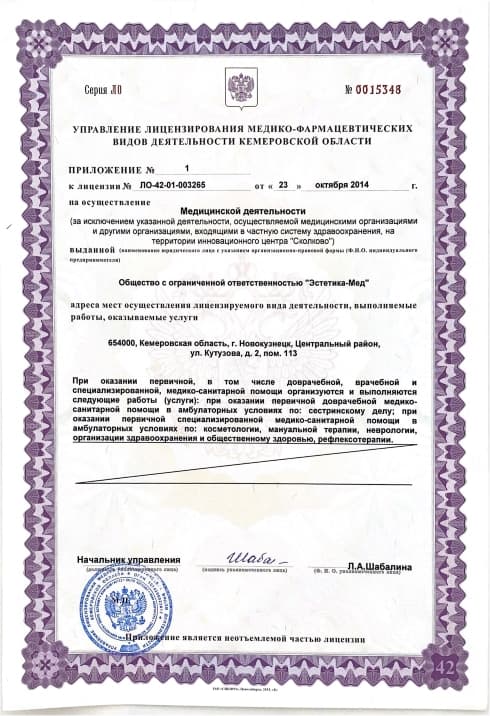 Серия ЛО
№ 0015348
УПРАВЛЕНИЕ ЛИЦЕНЗИРОВАНИЯ МЕДИКО-ФАРМАЦЕВТИЧЕСКИХ
ВИДОВ ДЕЯТЕЛЬНОСТИ КЕМЕРОВСКОЙ ОБЛАСТИ
ПРИЛОЖЕНИЕ № 1
к лицензии № ЛО-42-01-003265 от « 23 » октября 2014 г.
на осуществление
Медицинской деятельности
(за исключением указанной деятельности, осуществляемой медицинскими организациями
и другими организациями, входящими в частную систему здравоохранения, на
территории инновационного центра "Сколково")
выданной (наименование юридического лица с указанием организационно-правовой формы (Ф.И.О. индивидуального
предпринимателя)
Общество с ограниченной ответственностью "Эстетика-Мед"
адреса мест осуществления лицензируемого вида деятельности, выполняемые
работы, оказываемые услуги
654000, Кемеровская область, г. Новокузнецк, Центральный район,
ул. Кутузова, д. 2, пом. 113
При оказании первичной, в том числе доврачебной, врачебной и
специализированной, медико-санитарной помощи организуются и выполняются
следующие работы (услуги): при оказании первичной доврачебной медико-
санитарной помощи в амбулаторных условиях по: сестринскому делу; при
оказании первичной специализированной медико-санитарной помощи в
амбулаторных условиях по: косметологии, мануальной терапии, неврологии,
организации здравоохранения и общественному здоровью, рефлексотерапии.
Начальник управления
Л.А.Шабалина
(должность уполномоченного лица)
(подпись уполномоченного лица)
(Ф. И. О. уполномоченного лица)
М.П.
Приложение является неотъемлемой частью лицензии
42